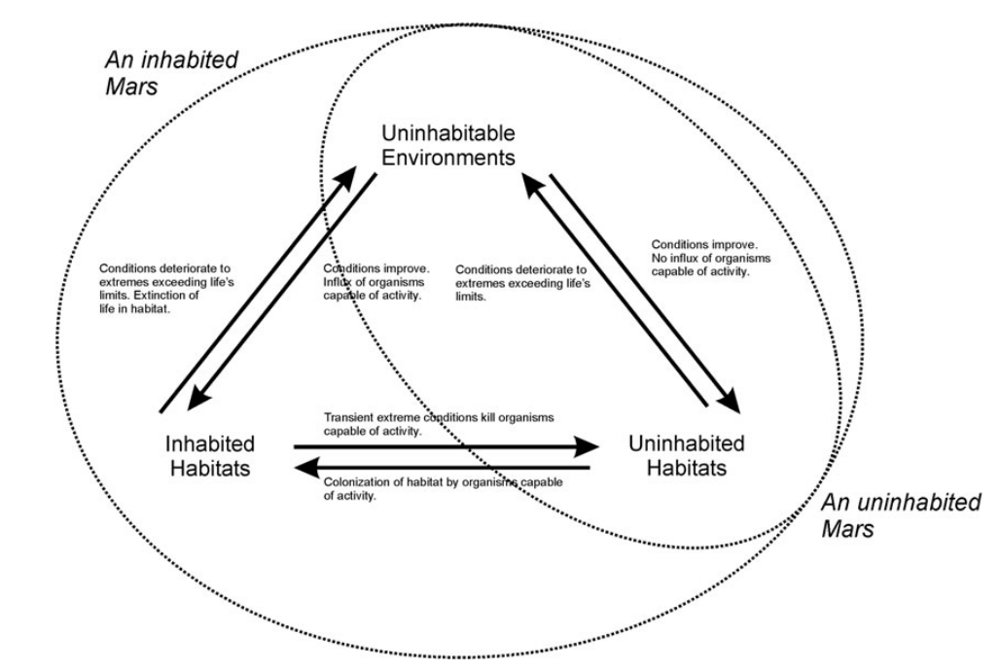 An inhabited
Mars
Uninhabitable
Environments
Conditions deteriorate to
extremes exceeding life's
limits. Extinction of
life in habitat.
Conditions improve.
Influx of organisms
capable of activity.
Conditions deteriorate to
extremes exceeding life's
limits.
Conditions improve.
No influx of organisms
capable of activity.
Transient extreme conditions kill organisms
capable of activity.
Inhabited
Habitats
Uninhabited
Habitats
Colonization of habitat by organisms capable
of activity.
An uninhabited
Mars